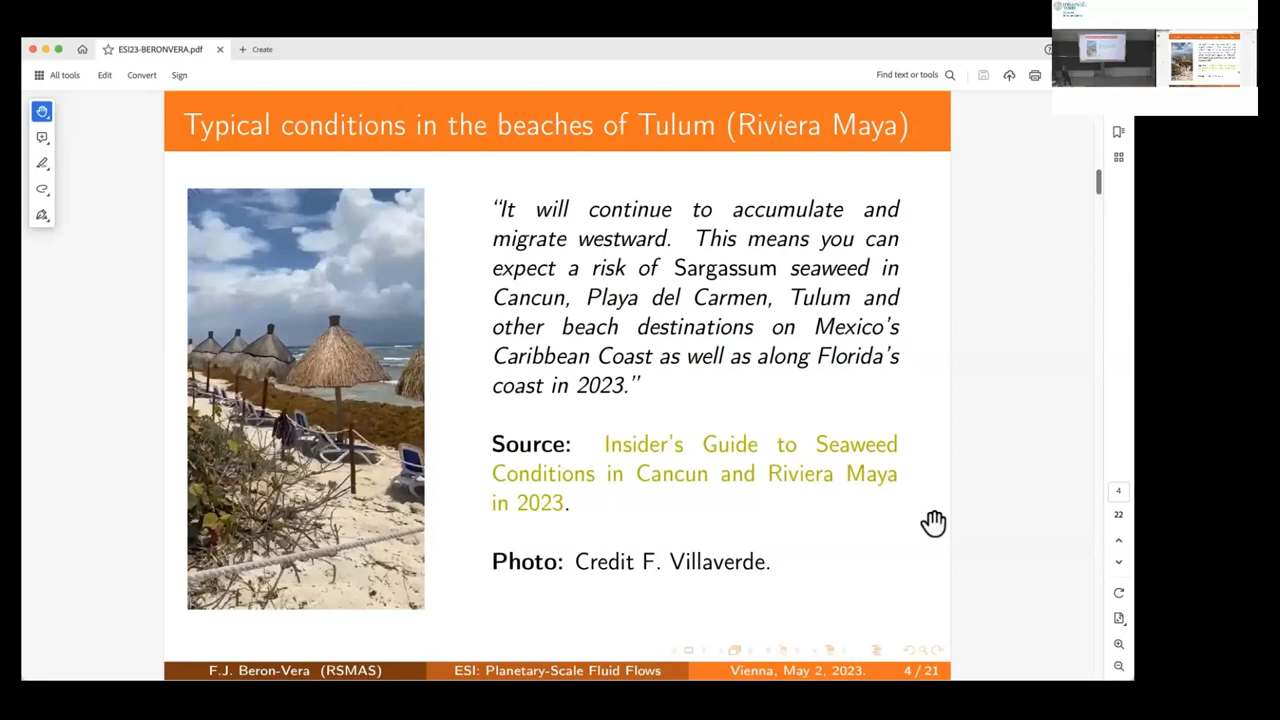 ESI23-BERONVERA.pdf
Create
All tools
Edit
Convert
Sign
Find text or tools
Typical conditions in the beaches of Tulum (Riviera Maya)
“It will continue to accumulate and
migrate westward. This means you can
expect a risk of Sargassum seaweed in
Cancun, Playa del Carmen, Tulum and
other beach destinations on Mexico's
Caribbean Coast as well as along Florida's
coast in 2023.”
Source: Insider's Guide to Seaweed
Conditions in Cancun and Riviera Maya
in 2023.
Photo: Credit F. Villaverde.
4
22
F.J. Beron-Vera (RSMAS)
ESI: Planetary-Scale Fluid Flows
Vienna, May 2, 2023.
4 / 21